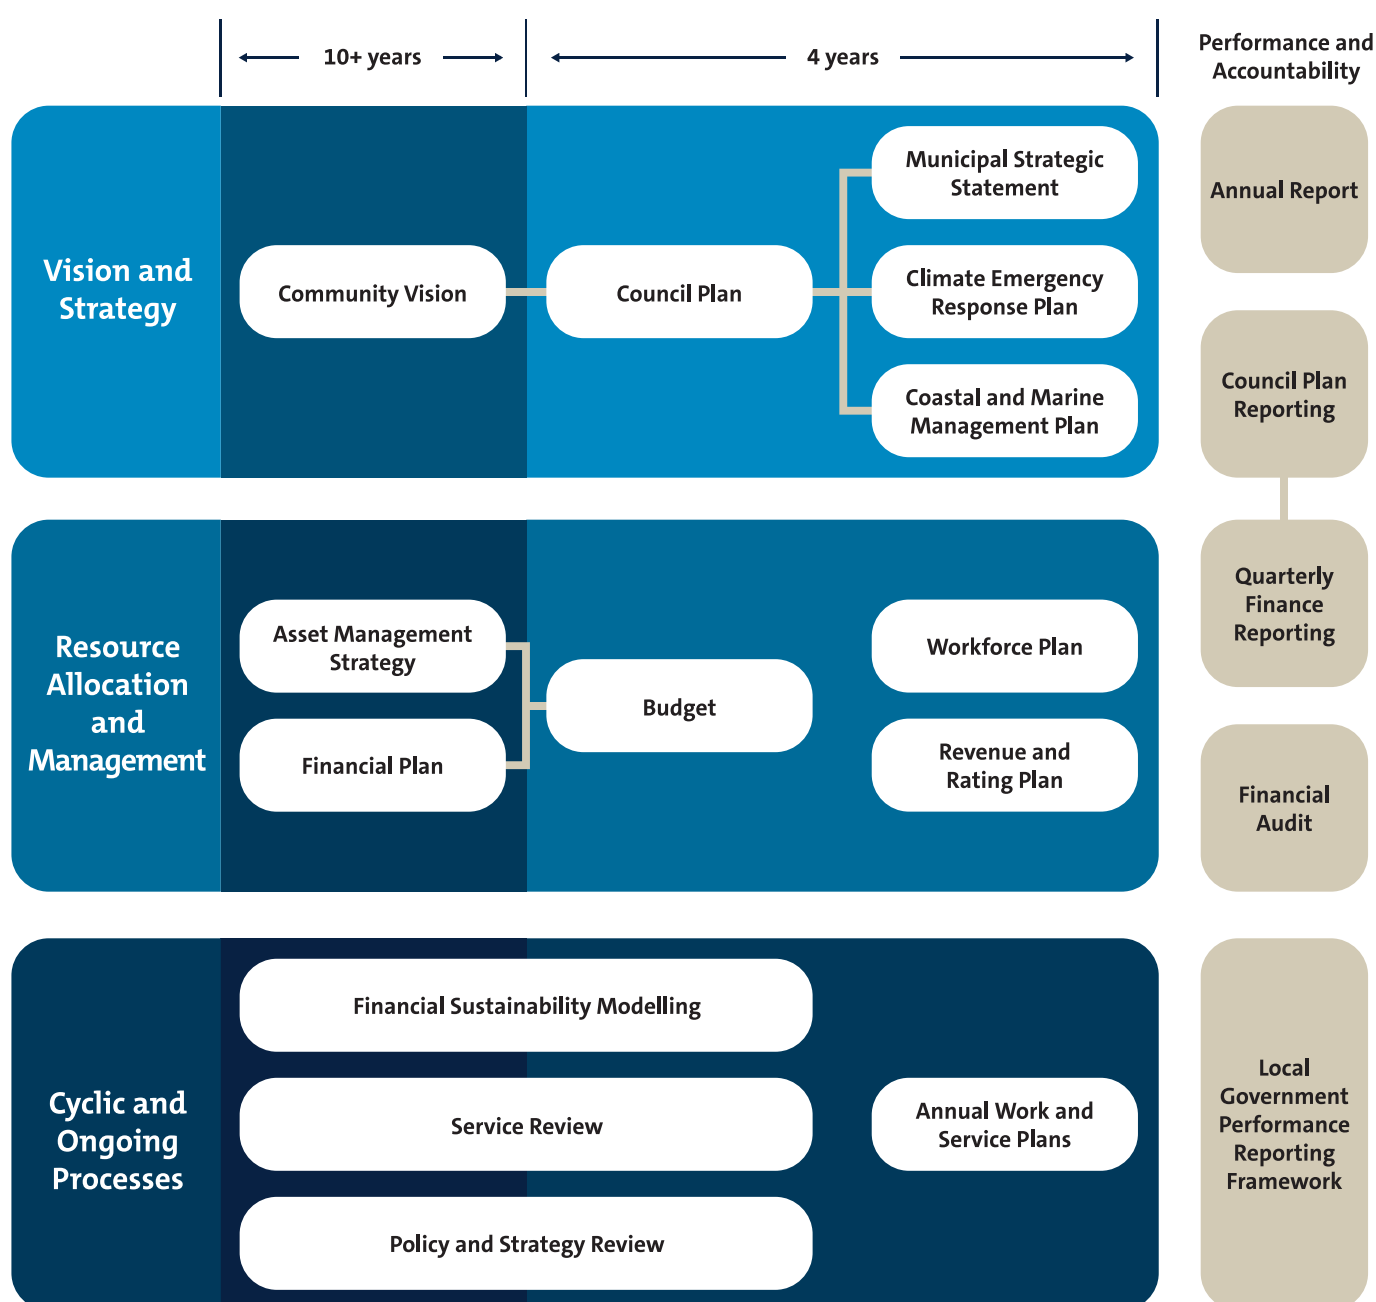 10+ years
4 years
Performance and
Accountability
Vision and
Strategy
Community Vision
Council Plan
Municipal Strategic
Statement
Climate Emergency
Response Plan
Coastal and Marine
Management Plan
Annual Report
Council Plan
Reporting
Resource
Allocation
and
Management
Asset Management
Strategy
Financial Plan
Budget
Workforce Plan
Revenue and
Rating Plan
Quarterly
Finance
Reporting
Financial
Audit
Cyclic and
Ongoing
Processes
Financial Sustainability Modelling
Service Review
Policy and Strategy Review
Annual Work and
Service Plans
Local
Government
Performance
Reporting
Framework